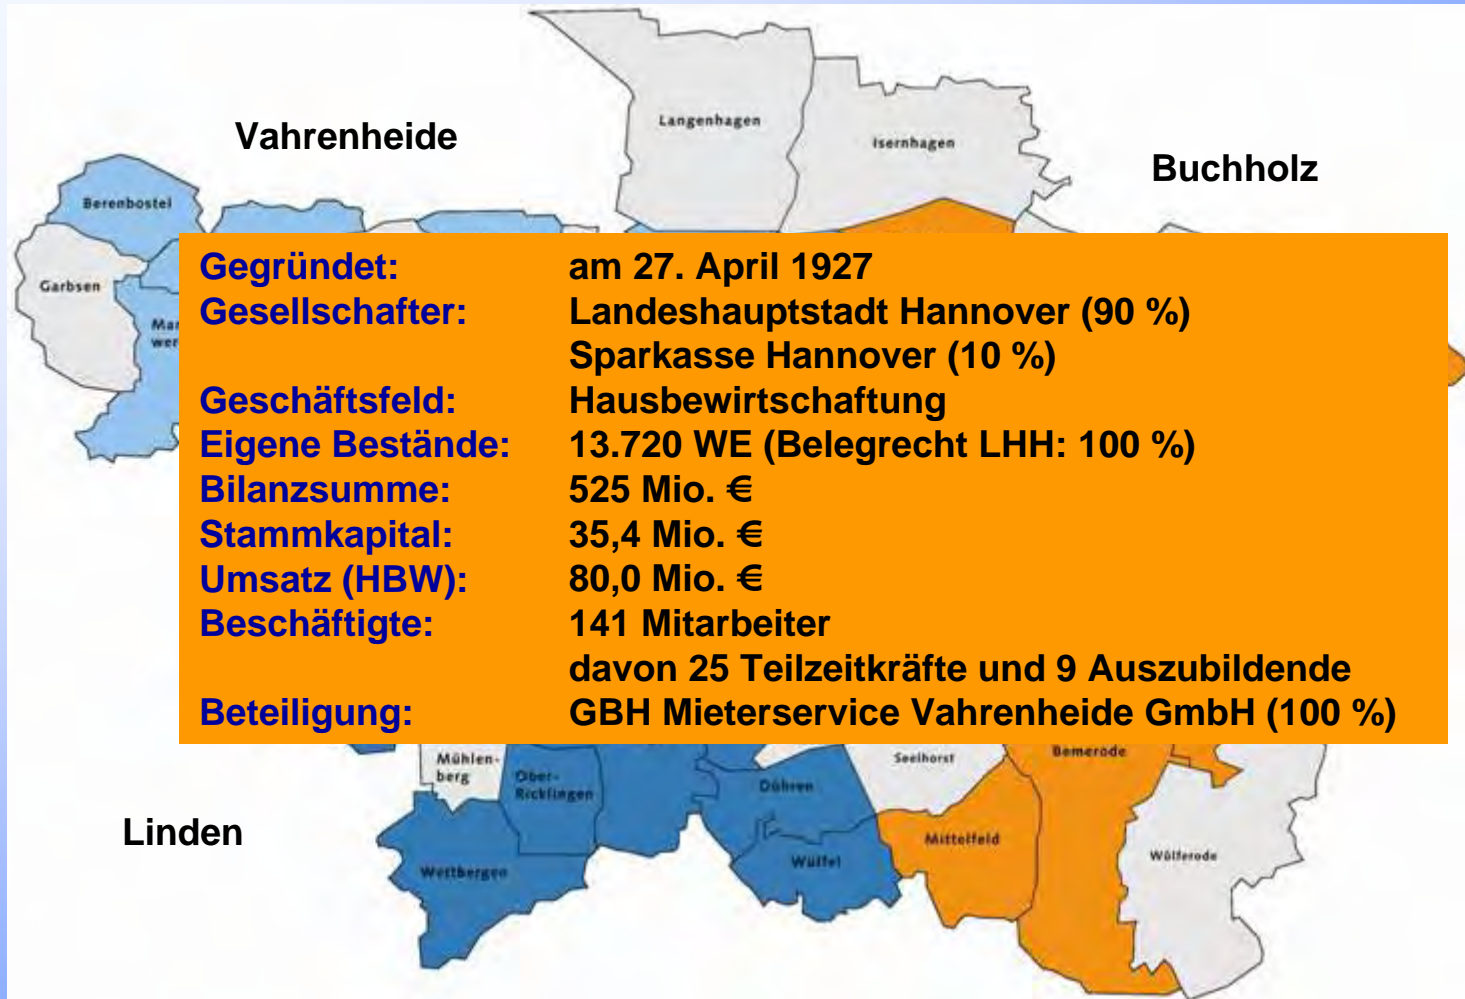 Langenhagen
Vahrenheide
Isernhagen
Buchholz
Berenbostel
Garbsen
Gegründet: am 27. April 1927
Gesellschafter: Landeshauptstadt Hannover (90 %)
Sparkasse Hannover (10 %)
Geschäftsfeld: Hausbewirtschaftung
Eigene Bestände: 13.720 WE (Belegrecht LHH: 100 %)
Bilanzsumme: 525 Mio. €
Stammkapital: 35,4 Mio. €
Umsatz (HBW): 80,0 Mio. €
Beschäftigte: 141 Mitarbeiter
davon 25 Teilzeitkräfte und 9 Auszubildende
Beteiligung: GBH Mieterservice Vahrenheide GmbH (100 %)
Mühlen-
berg
Ober-
Ricklingen
Döhren
Seelhorst
Bemerode
Linden
Wettbergen
Wülfel
Mittelfeld
Wülferode